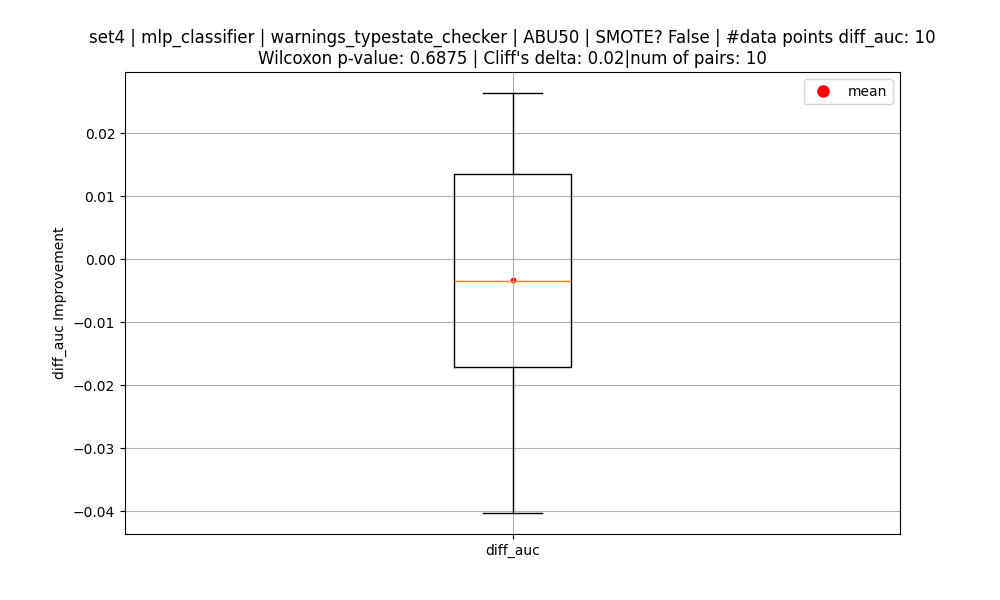 set4 | mlp_classifier | warnings_typestate_checker | ABU50 | SMOTE? False | #data points diff_auc: 10
Wilcoxon p-value: 0.6875 | Cliff's delta: 0.02|num of pairs: 10
mean
0.02
0.01
0.00
−0.01
−0.02
−0.03
−0.04
diff_auc Improvement
diff_auc